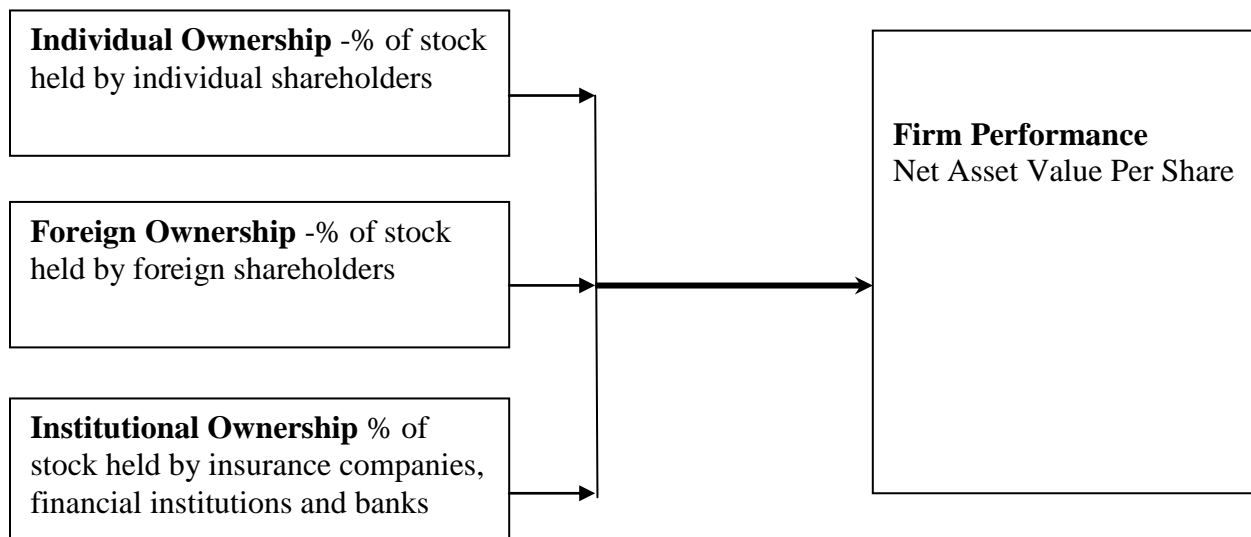 Individual Ownership -% of stock
held by individual shareholders
Foreign Ownership -% of stock
held by foreign shareholders
Institutional Ownership % of
stock held by insurance companies,
financial institutions and banks
Firm Performance
Net Asset Value Per Share